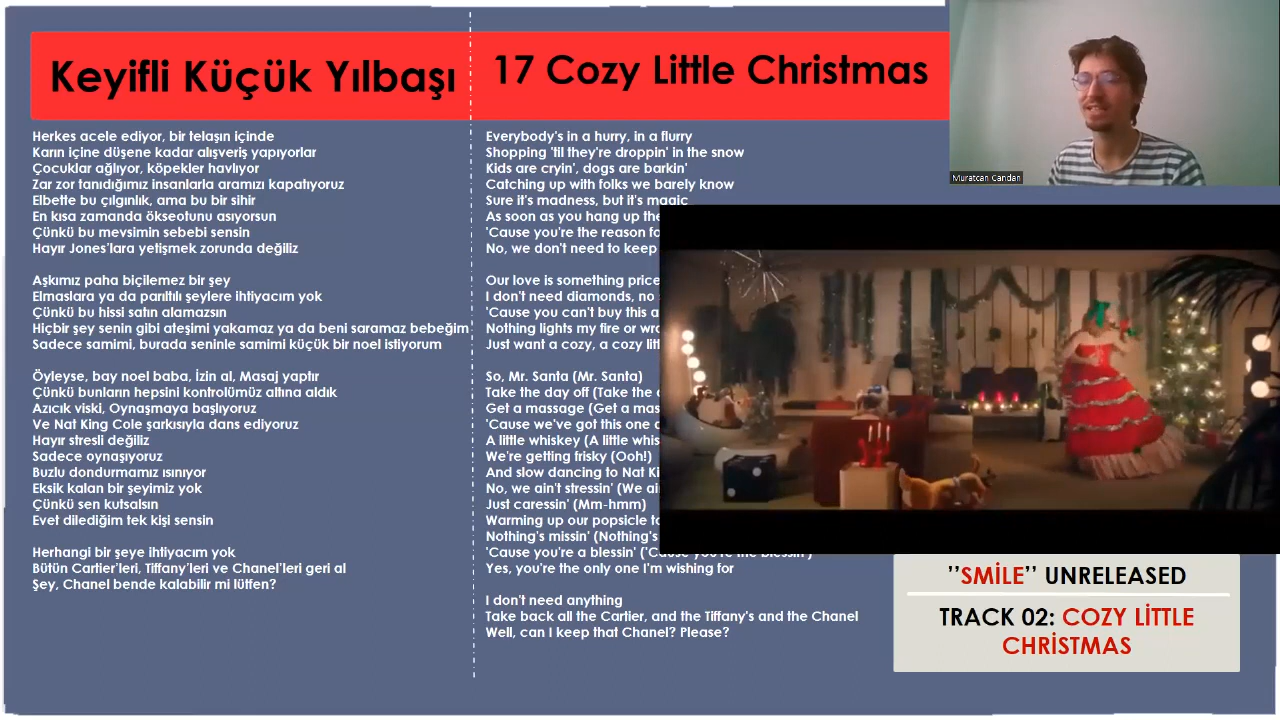 Keyifli Küçük Yılbaşı
Herkes acele ediyor, bir telaşın içinde
Karın içine düşene kadar alışveriş yapıyorlar
Çocuklar ağlıyor, köpekler havlıyor
Zar zor tanıdığımız insanlarla aramızı kapatıyoruz
Elbette bu çılgınlık, ama bu bir sihir
En kısa zamanda ökseotunu asıyorsun
Çünkü bu mevsimin sebebi sensin
Hayır Jones'lara yetişmek zorunda değiliz
Aşkımız paha biçilemez bir şey
Elmaslara ya da parıltılı şeylere ihtiyacım yok
Çünkü bu hissi satın alamazsın
Hiçbir şey senin gibi ateşimi yakamaz ya da beni saramaz bebeğim
Sadece samimi, burada seninle samimi küçük bir noel istiyorum
Öyleyse, bay noel baba, İzin al, Masaj yaptır
Çünkü bunların hepsini kontrolümüz altına aldık
Azıcık viski, Oynaşmaya başlıyoruz
Ve Nat King Cole şarkısıyla dans ediyoruz
Hayır stresli değiliz
Sadece oynaşıyoruz
Buzlu dondurmamız ısınıyor
Eksik kalan bir şeyimiz yok
Çünkü sen kutsalsın
Evet dilediğim tek kişi sensin
Herhangi bir şeye ihtiyacım yok
Bütün Cartier'leri, Tiffany'leri ve Chanel'leri geri al
Şey, Chanel bende kalabilir mi lütfen?
17 Cozy Little Christmas
Everybody's in a hurry, in a flurry
Shopping 'til they're droppin' in the snow
Kids are cryin', dogs are barkin'
Catching up with folks we barely know
Sure it's madness, but it's magic
As soon as you hang up the
'Cause you're the reason fo
No, we don't need to keep
Our love is something price
I don't need diamonds, no
'Cause you can't buy this
Nothing lights my fire or
Just want a cozy, a cozy
So, Mr. Santa (Mr. Santa)
Take the day off (Take the
Get a massage (Get a mas
'Cause we've got this one
A little whiskey (A little whis
We're getting frisky (Ooh!)
And slow dancing to Nat Ki
No, we ain't stressin' (We ai
Just caressin' (Mm-hmm)
Warming up our popsicle
Nothing's missin' (Nothing's
'Cause you're a blessin' ('Cause you're the blessin')
Yes, you're the only one I'm wishing for
I don't need anything
Take back all the Cartier, and the Tiffany's and the Chanel
Well, can I keep that Chanel? Please?
Muratcan Candan
''SMİLE'' UNRELEASED
TRACK 02: COZY LİTTLE
CHRİSTMAS